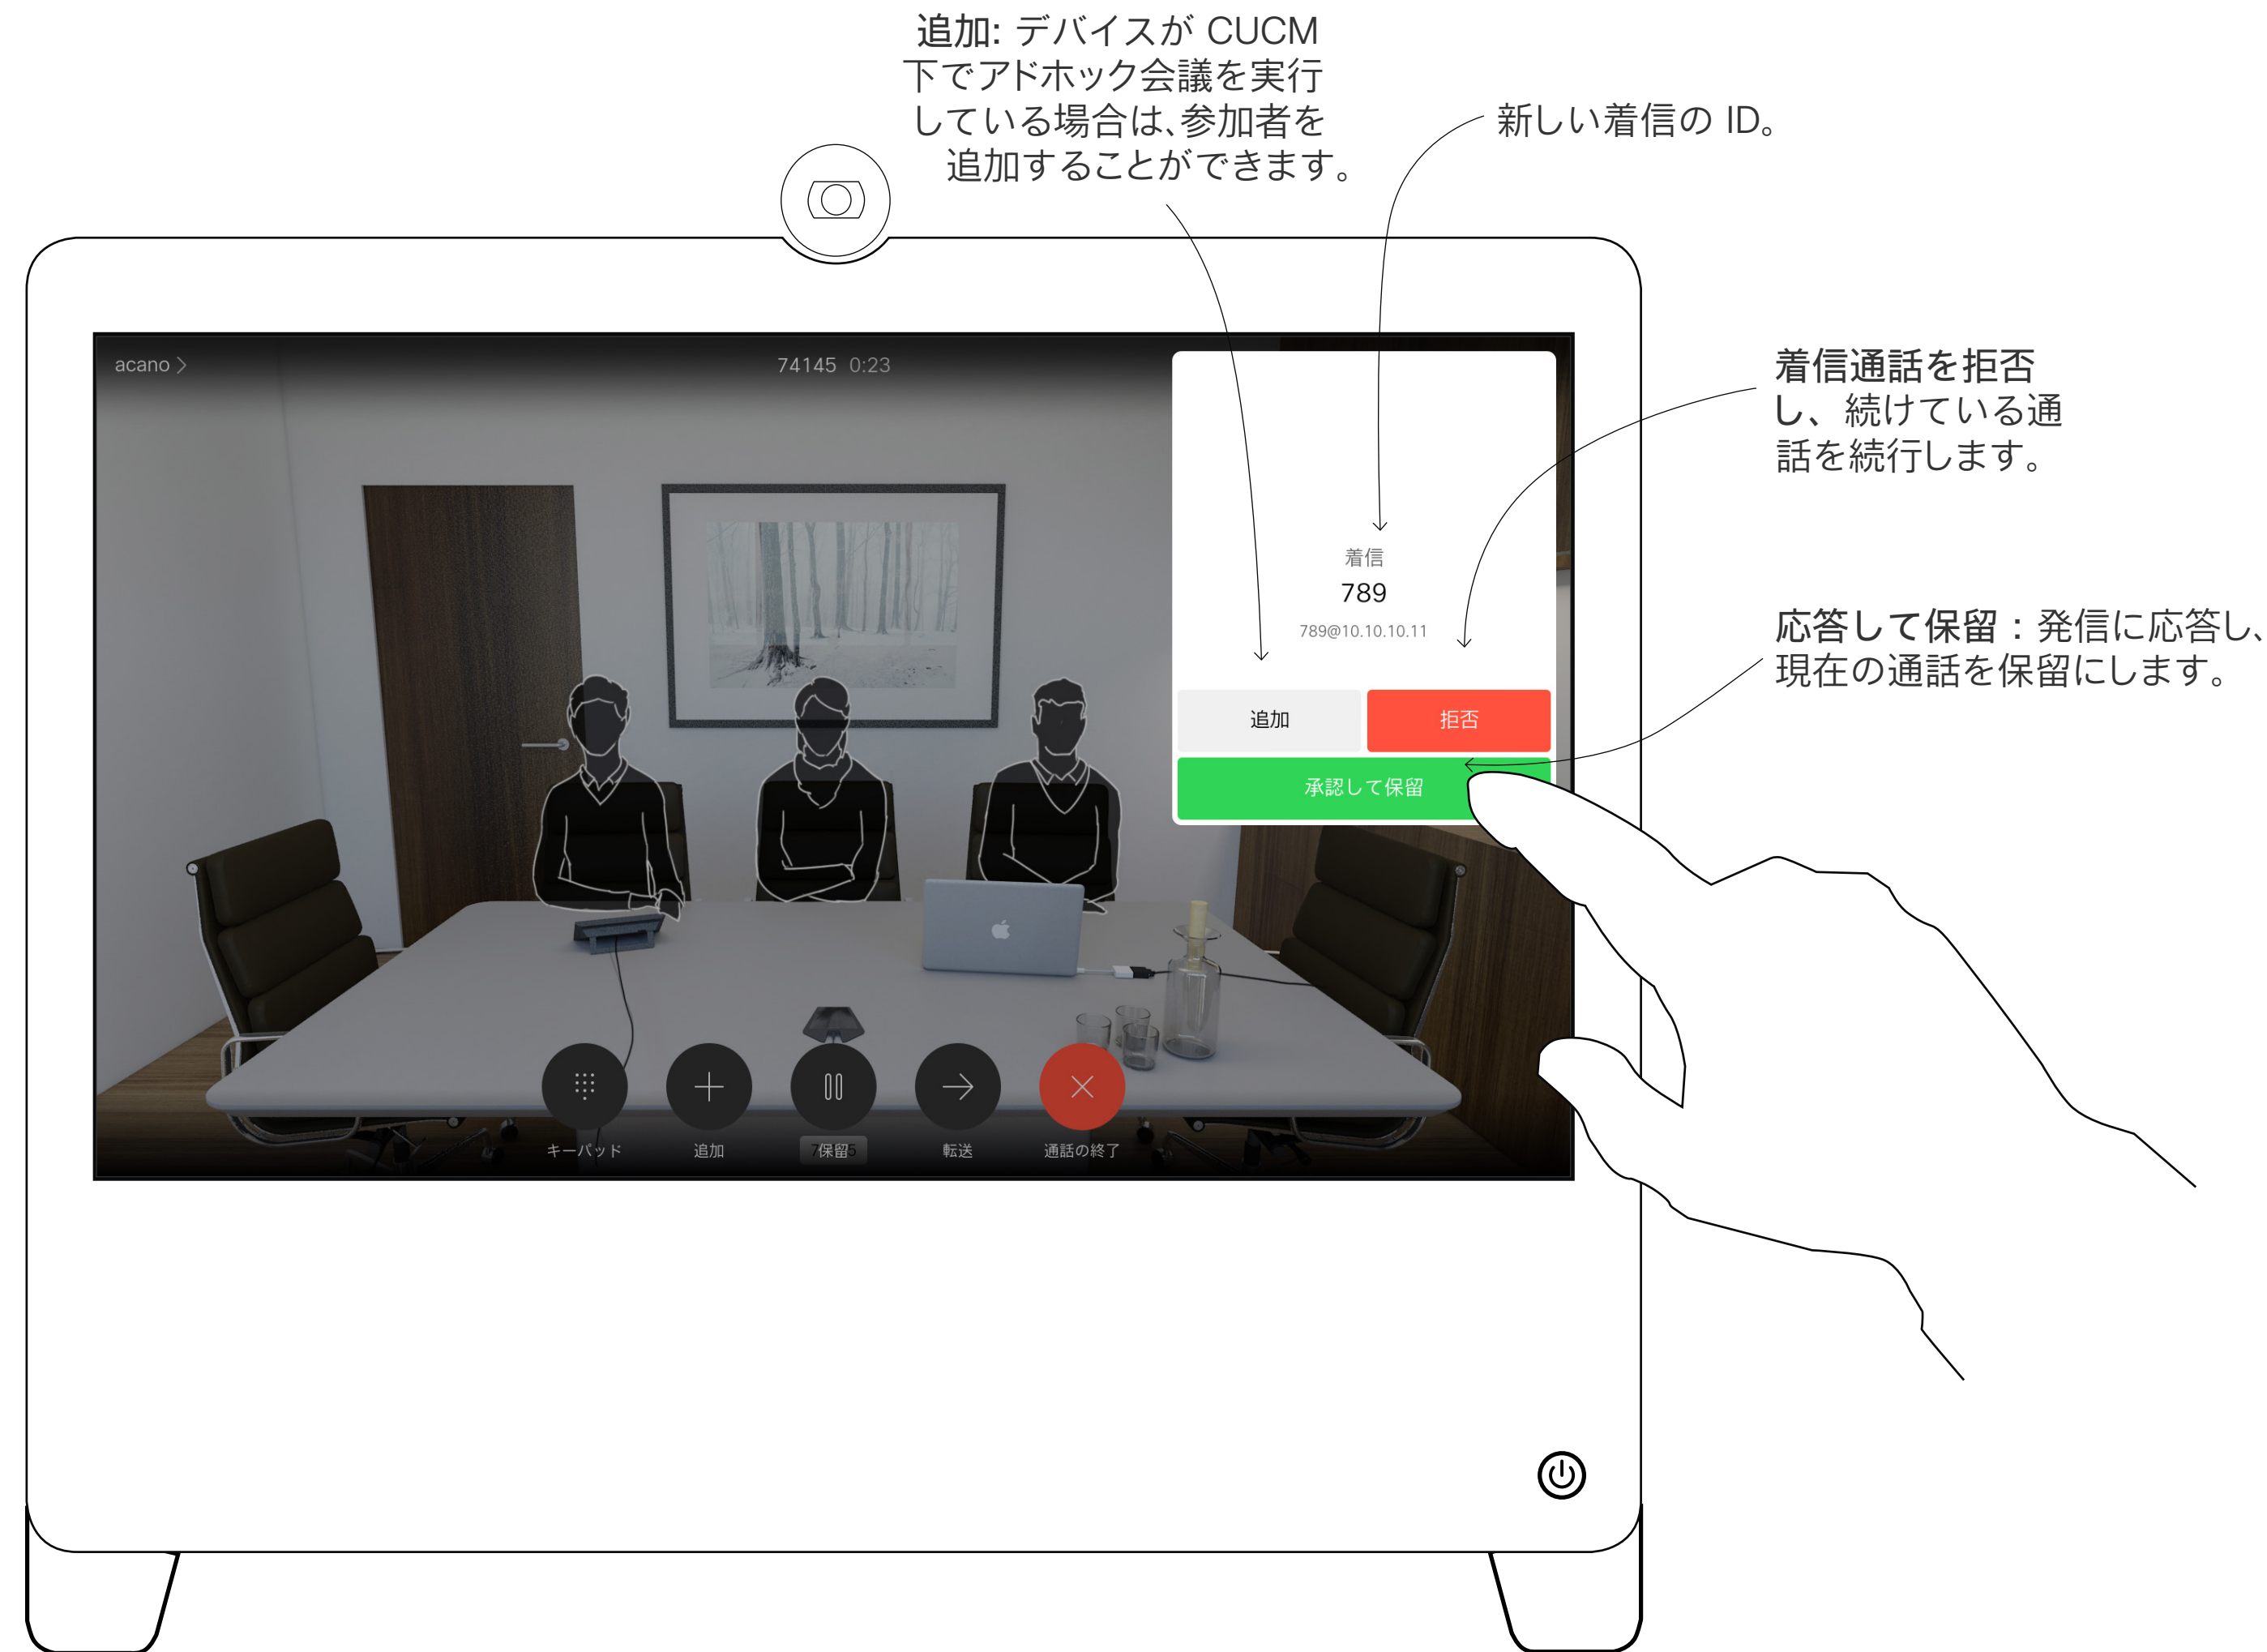 追加: デバイスが CUCM
下でアドホック会議を実行
している場合は、参加者を
追加することができます。
新しい着信の ID。
着信通話を拒否
し、続けている通
話を続行します。
応答して保留：発信に応答し、
現在の通話を保留にします。
acano
74145 0:23
着信
789
789@10.10.10.11
追加
拒否
承認して保留
キーパッド
追加
保留
転送
通話の終了